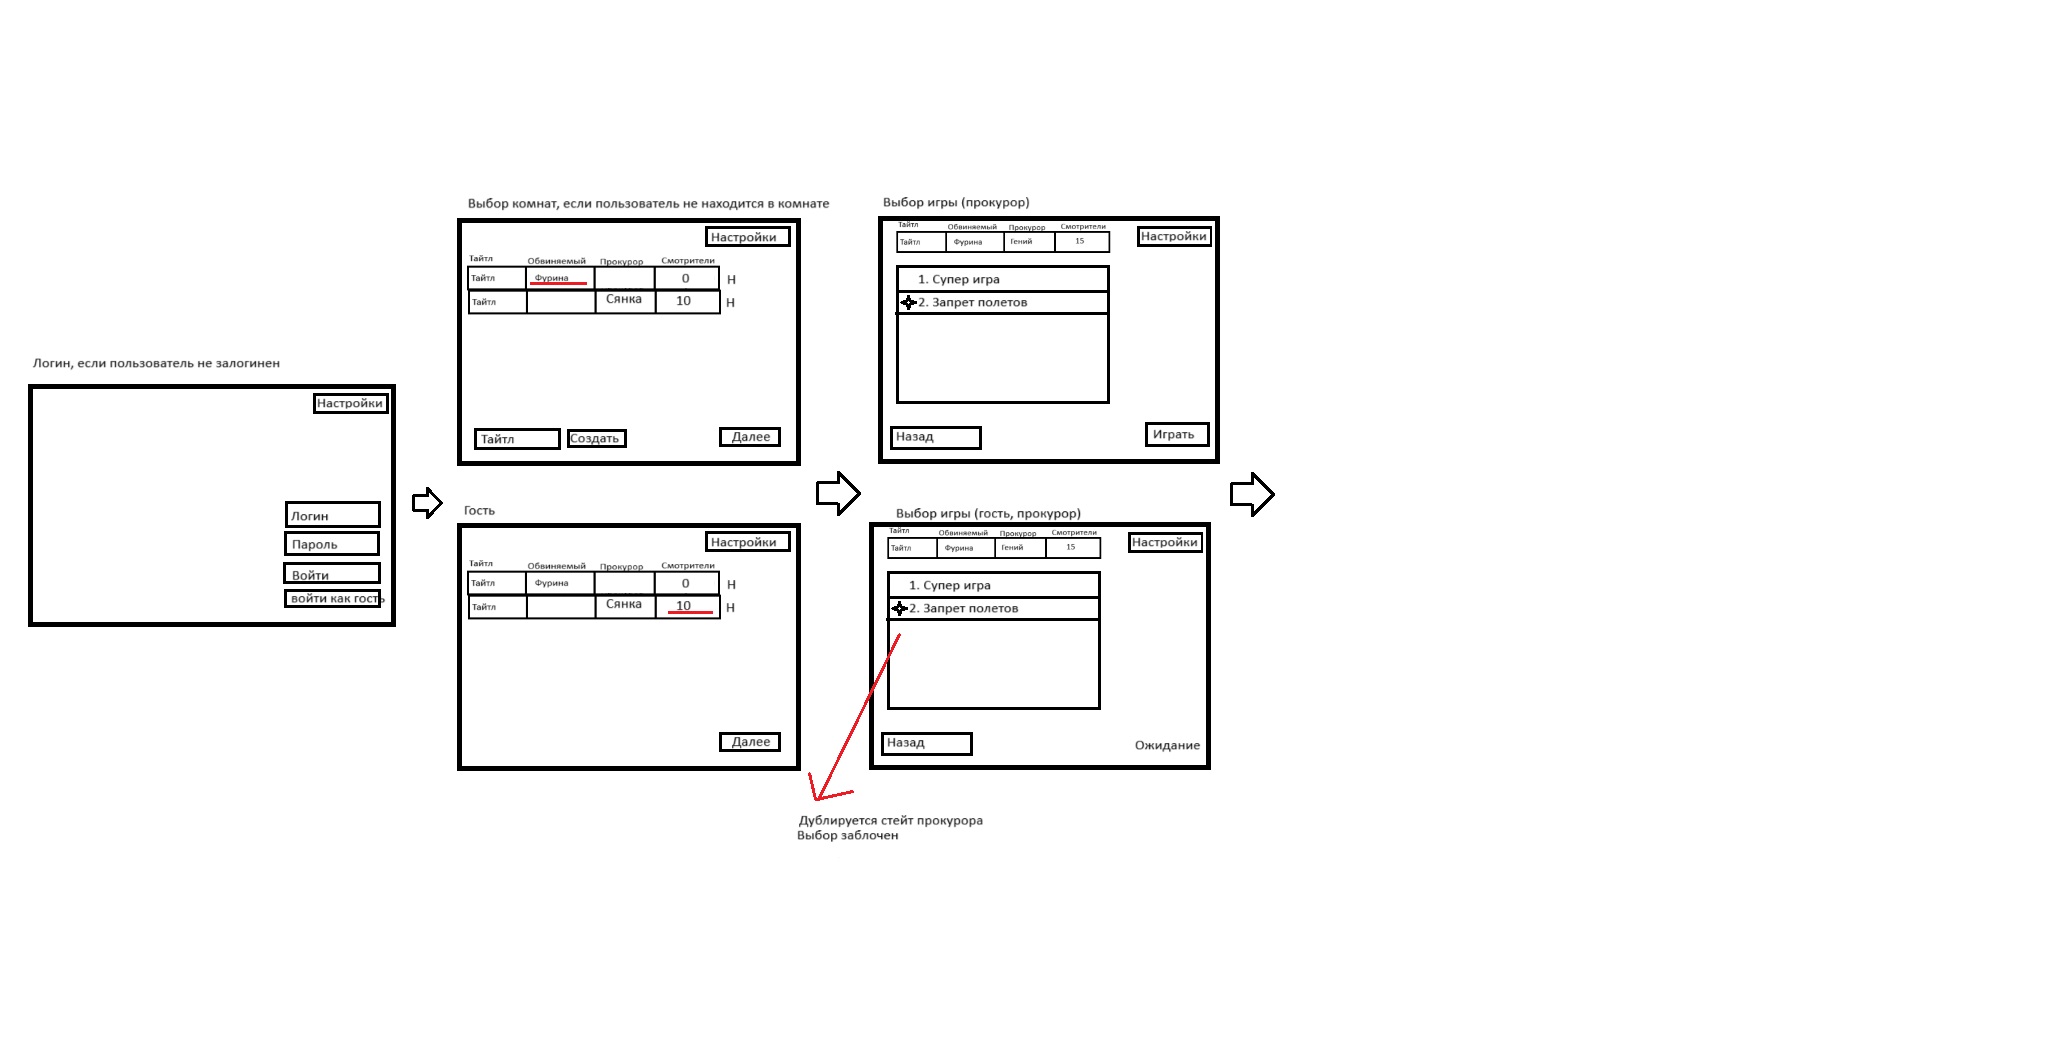 Логин, если пользователь не залогинен
Настройки
Логин
Пароль
Войти
войти как гость
Выбор комнат, если пользователь не находится в комнате
Настройки
Тайтл Обвиняемый Прокурор Смотрители
Тайтл Фурина 0 Н
Тайтл Сянка 10 Н
Тайтл Создать Далее
Гость
Настройки
Тайтл Обвиняемый Прокурор Смотрители
Тайтл Фурина 0 Н
Тайтл Сянка 10 Н
Далее
Выбор игры (прокурор)
Тайтл Обвиняемый Прокурор Смотрители
Тайтл Фурина Гений 15
Настройки
1. Супер игра
2. Запрет полетов
Назад Играть
Выбор игры (гость, прокурор)
Тайтл Обвиняемый Прокурор Смотрители
Тайтл Фурина Гений 15
Настройки
1. Супер игра
2. Запрет полетов
Назад Ожидание
Дублируется стейт прокурора
Выбор заблочен